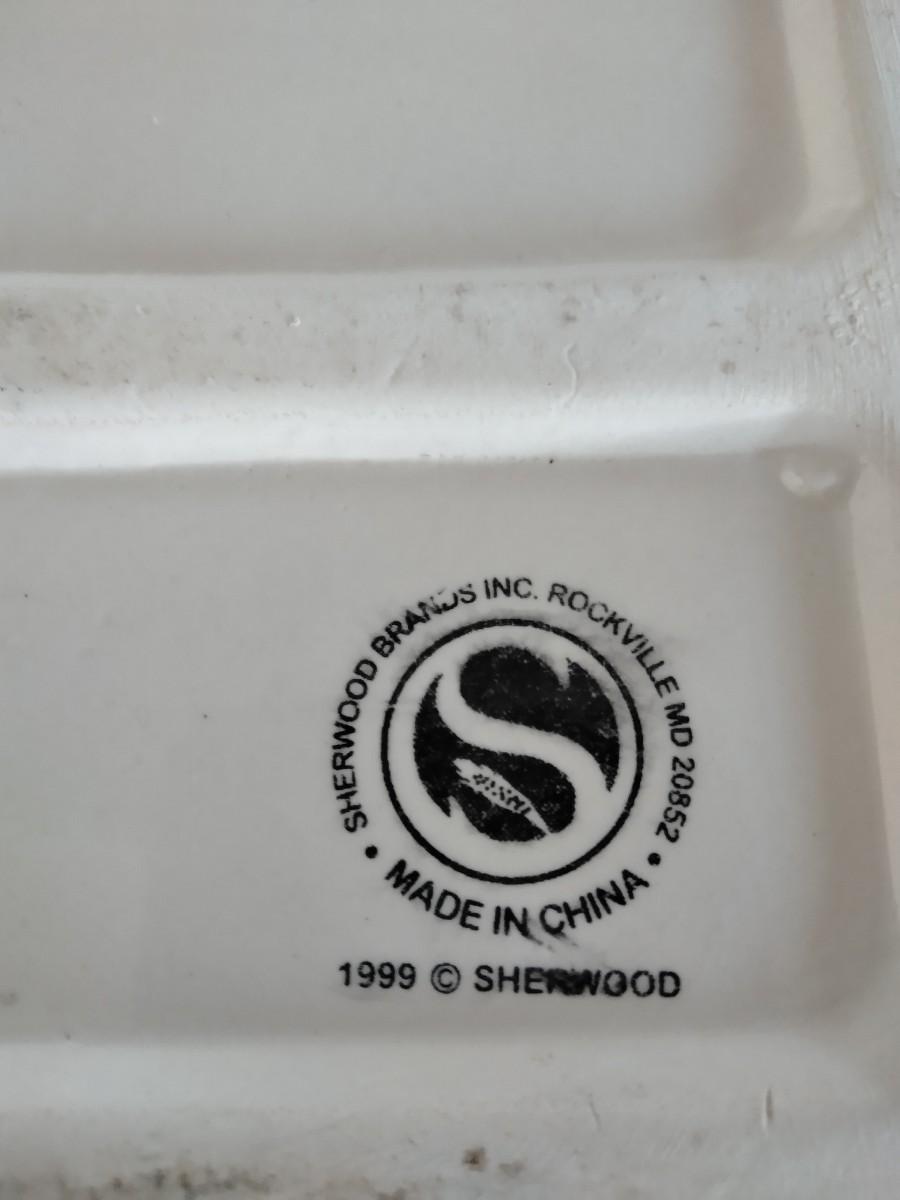 SHERWOOD BRANDS INC. ROCKVILLE MD 20852
• MADE IN CHINA •
1999 © SHERWOOD